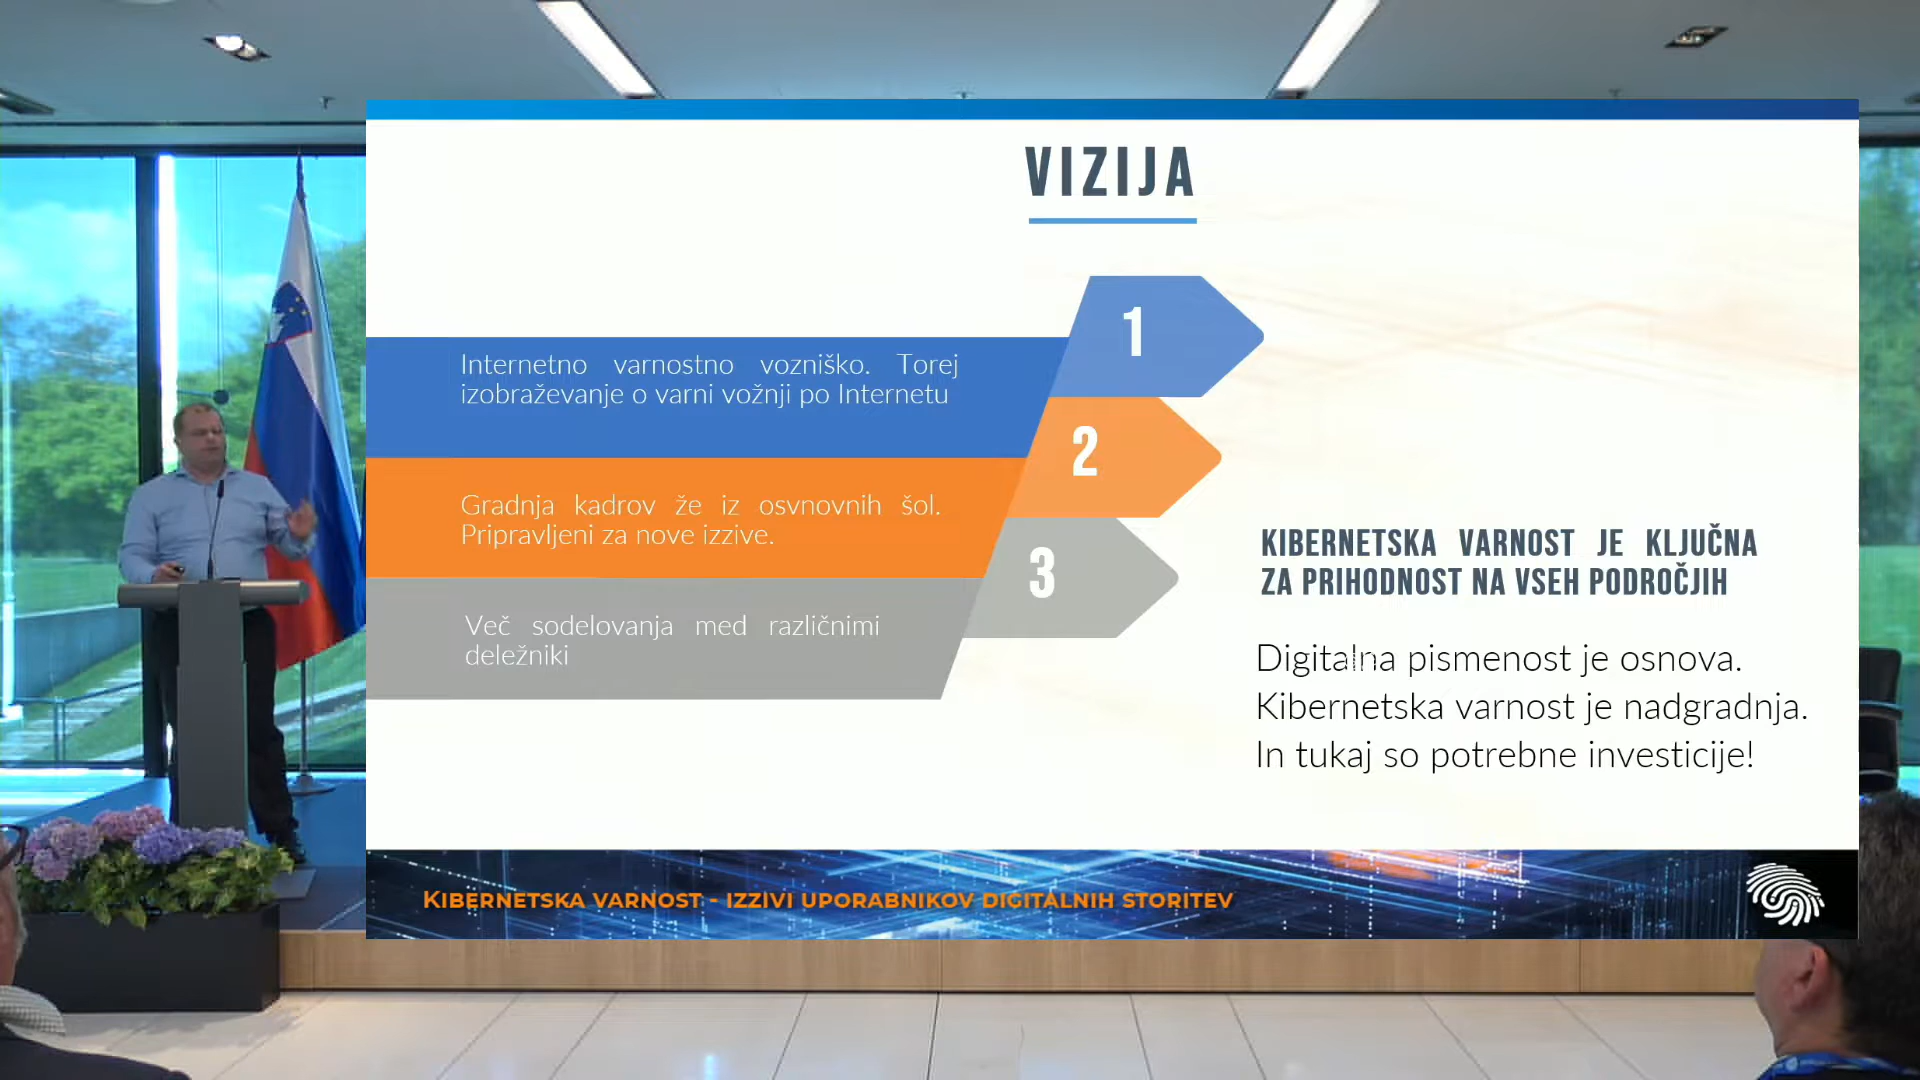 VIZIJA
1
Internetno varnostno vozniško. Torej
izobraževanje o varni vožnji po Internetu
2
Gradnja kadrov že iz osvnovnih šol.
Pripravljeni za nove izzive.
3
Več sodelovanja med različnimi
deležniki
KIBERNETSKA VARNOST JE KLJUČNA
ZA PRIHODNOST NA VSEH PODROČJIH
Digitalna pismenost je osnova.
Kibernetska varnost je nadgradnja.
In tukaj so potrebne investicije!
KIBERNETSKA VARNOST - IZZIVI UPORABNIKOV DIGITALNIH STORITEV